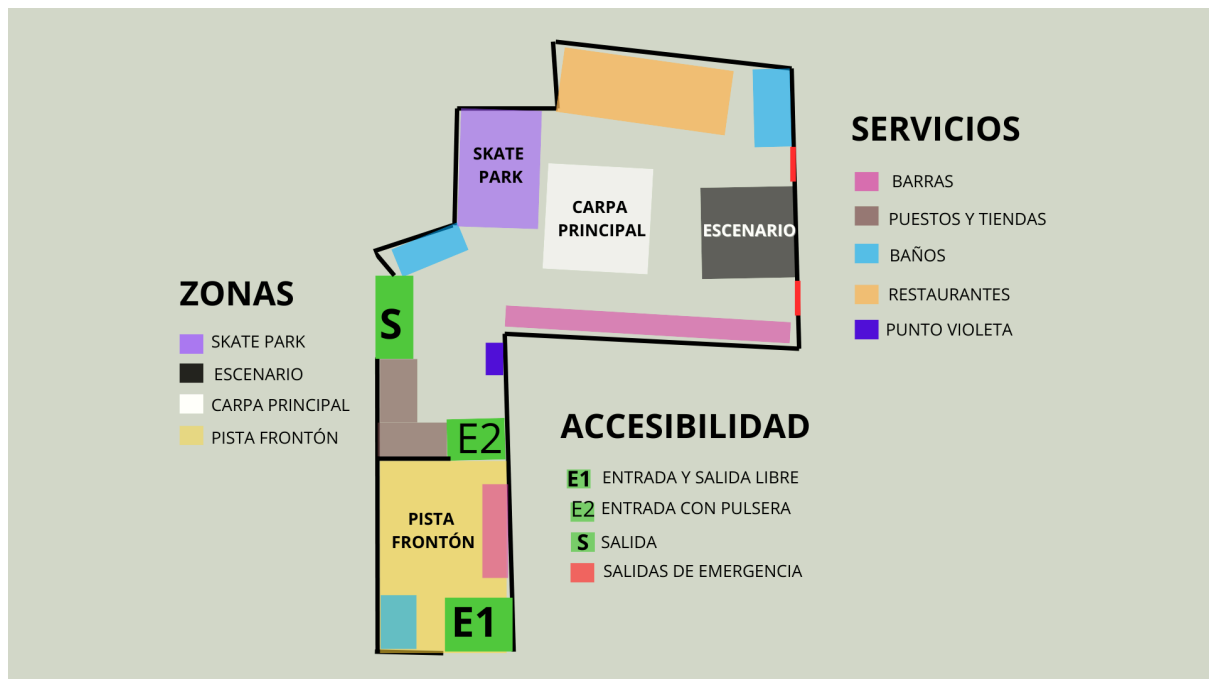 SKATE
PARK
CARPA
PRINCIPAL
ESCENARIO
S
E2
PISTA
FRONTÓN
E1
ZONAS
SKATE PARK
ESCENARIO
CARPA PRINCIPAL
PISTA FRONTÓN
SERVICIOS
BARRAS
PUESTOS Y TIENDAS
BAÑOS
RESTAURANTES
PUNTO VIOLETA
ACCESIBILIDAD
E1 ENTRADA Y SALIDA LIBRE
E2 ENTRADA CON PULSERA
S SALIDA
SALIDAS DE EMERGENCIA